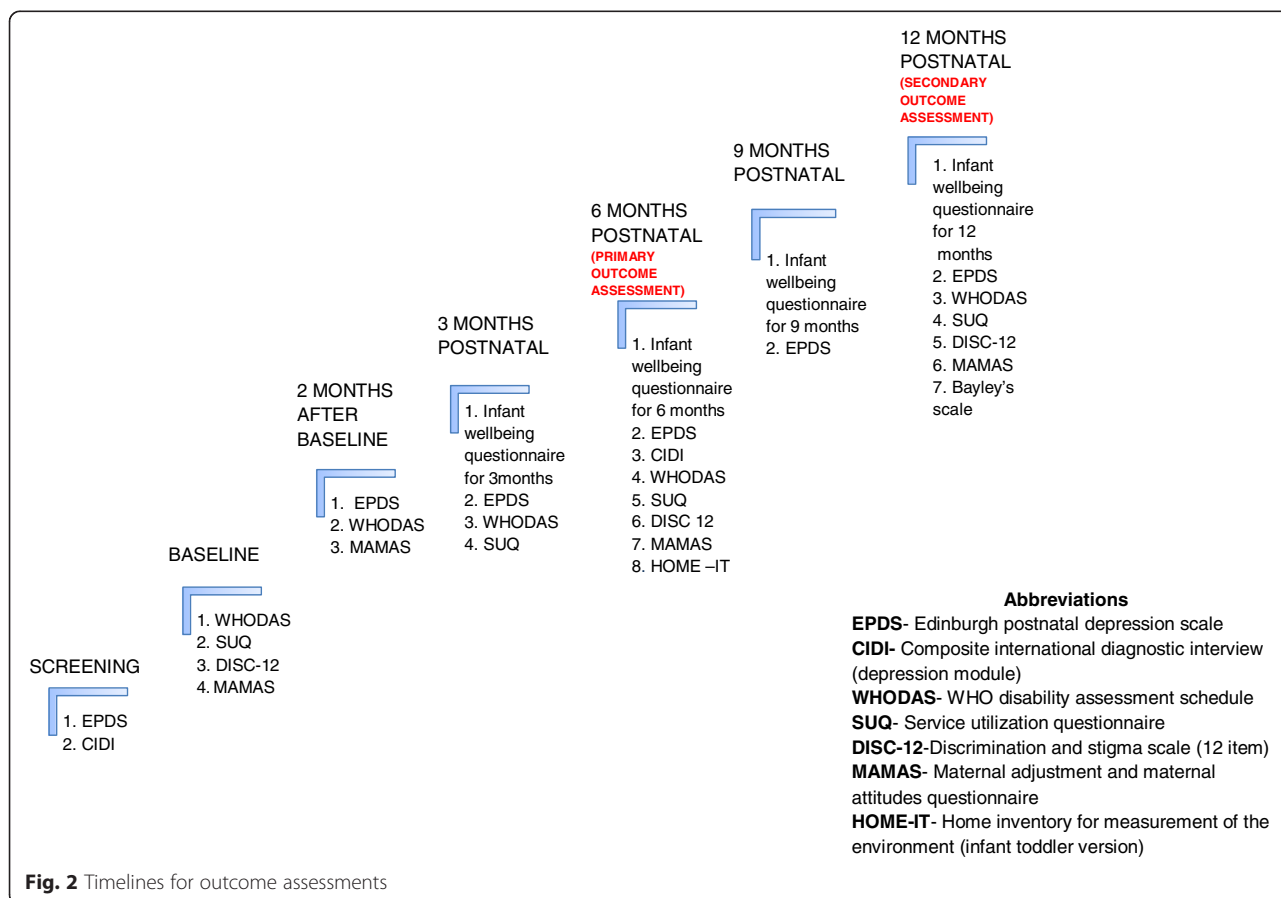 SCREENING
1. EPDS
2. CIDI
BASELINE
1. WHODAS
2. SUQ
3. DISC-12
4. MAMAS
2 MONTHS
AFTER
BASELINE
1. EPDS
2. WHODAS
3. MAMAS
3 MONTHS
POSTNATAL
1. Infant
wellbeing
questionnaire
for 3months
2. EPDS
3. WHODAS
4. SUQ
6 MONTHS
POSTNATAL
(PRIMARY
OUTCOME
ASSESSMENT)
1. Infant
wellbeing
questionnaire
for 6 months
2. EPDS
3. CIDI
4. WHODAS
5. SUQ
6. DISC 12
7. MAMAS
8. HOME –IT
9 MONTHS
POSTNATAL
1. Infant
wellbeing
questionnaire
for 9 months
2. EPDS
12 MONTHS
POSTNATAL
(SECONDARY
OUTCOME
ASSESSMENT)
1. Infant
wellbeing
questionnaire
for 12
months
2. EPDS
3. WHODAS
4. SUQ
5. DISC-12
6. MAMAS
7. Bayley’s
scale
Abbreviations
EPDS- Edinburgh postnatal depression scale
CIDI- Composite international diagnostic interview
(depression module)
WHODAS- WHO disability assessment schedule
SUQ- Service utilization questionnaire
DISC-12-Discrimination and stigma scale (12 item)
MAMAS- Maternal adjustment and maternal
attitudes questionnaire
HOME-IT- Home inventory for measurement of the
environment (infant toddler version)
Fig. 2 Timelines for outcome assessments